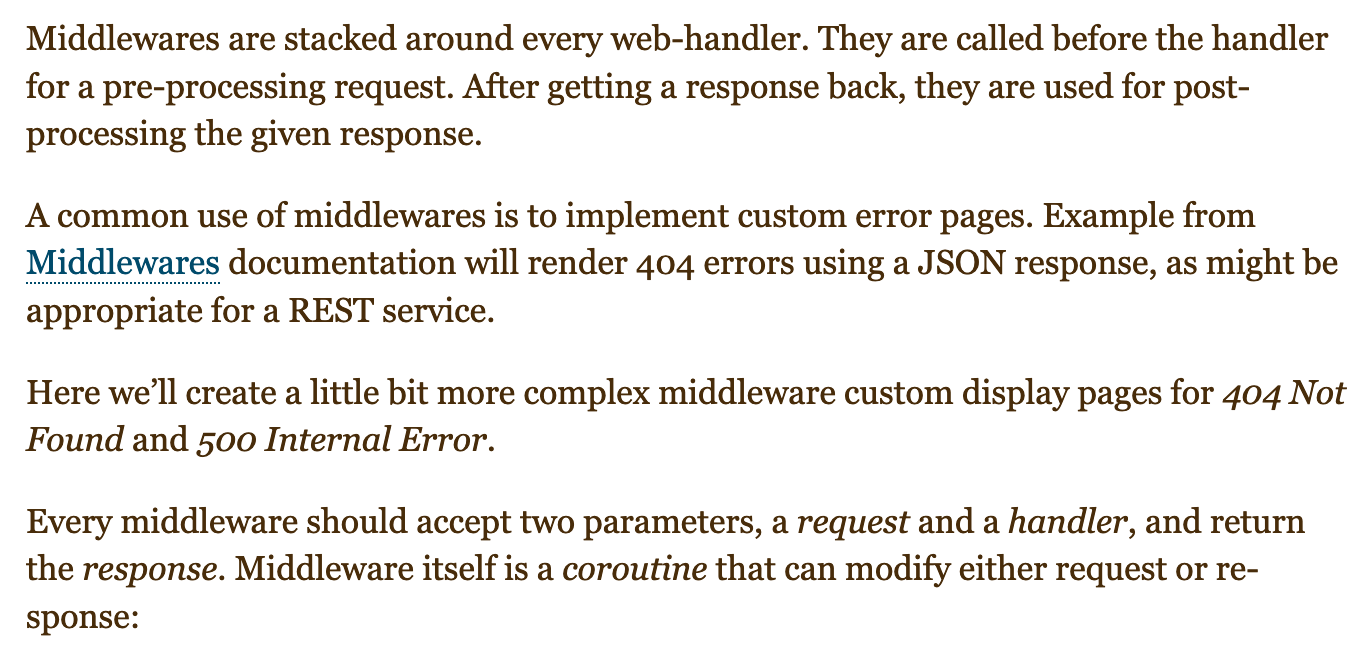 Middlewares are stacked around every web-handler. They are called before the handler
for a pre-processing request. After getting a response back, they are used for post-
processing the given response.
A common use of middlewares is to implement custom error pages. Example from
Middlewares documentation will render 404 errors using a JSON response, as might be
appropriate for a REST service.
Here we’ll create a little bit more complex middleware custom display pages for 404 Not
Found and 500 Internal Error.
Every middleware should accept two parameters, a request and a handler, and return
the response. Middleware itself is a coroutine that can modify either request or re-
sponse: